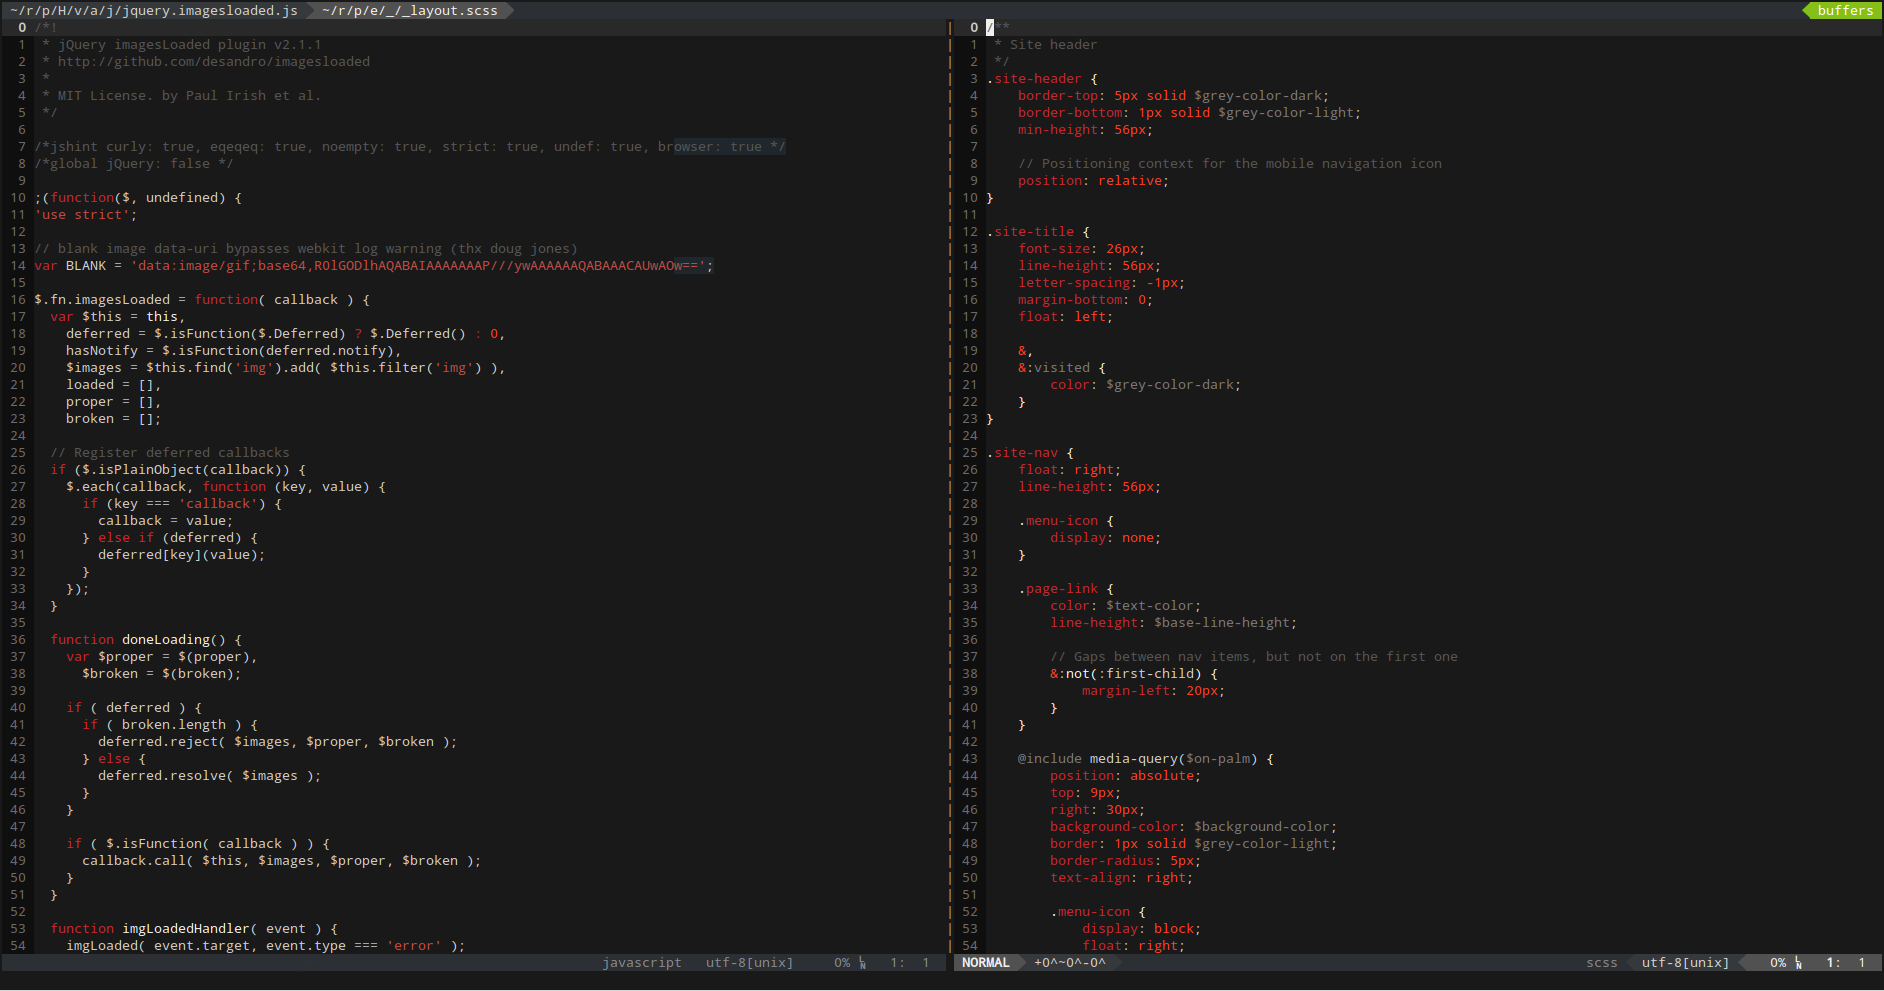 ~/r/p/H/v/a/j/jquery.imagesloaded.js ~/r/p/e/_/_layout.scss buffers
0 /*!
1  * jQuery imagesLoaded plugin v2.1.1
2  * http://github.com/desandro/imagesloaded
3  *
4  * MIT License. by Paul Irish et al.
5  */
6
7 /*jshint curly: true, eqeqeq: true, noempty: true, strict: true, undef: true, browser: true */
8 /*global jQuery: false */
9
10 ;(function($, undefined) {
11 'use strict';
12
13 // blank image data-uri bypasses webkit log warning (thx doug jones)
14 var BLANK = 'data:image/gif;base64,R0lGODlhAQABAIAAAAAAAP///ywAAAAAAQABAAACAUwAOw==';
15
16 $.fn.imagesLoaded = function( callback ) {
17   var $this = this,
18     deferred = $.isFunction($.Deferred) ? $.Deferred() : 0,
19     hasNotify = $.isFunction(deferred.notify),
20     $images = $this.find('img').add( $this.filter('img') ),
21     loaded = [],
22     proper = [],
23     broken = [];
24
25   // Register deferred callbacks
26   if ($.isPlainObject(callback)) {
27     $.each(callback, function (key, value) {
28       if (key === 'callback') {
29         callback = value;
30       } else if (deferred) {
31         deferred[key](value);
32       }
33     });
34   }
35
36   function doneLoading() {
37     var $proper = $(proper),
38       $broken = $(broken);
39
40     if ( deferred ) {
41       if ( broken.length ) {
42         deferred.reject( $images, $proper, $broken );
43       } else {
44         deferred.resolve( $images );
45       }
46     }
47
48     if ( $.isFunction( callback ) ) {
49       callback.call( $this, $images, $proper, $broken );
50     }
51   }
52
53   function imgLoadedHandler( event ) {
54     imgLoaded( event.target, event.type === 'error' );
javascript utf-8[unix] 0% LN 1: 1
0 /**
1  * Site header
2  */
3 .site-header {
4     border-top: 5px solid $grey-color-dark;
5     border-bottom: 1px solid $grey-color-light;
6     min-height: 56px;
7
8     // Positioning context for the mobile navigation icon
9     position: relative;
10 }
11
12 .site-title {
13     font-size: 26px;
14     line-height: 56px;
15     letter-spacing: -1px;
16     margin-bottom: 0;
17     float: left;
18
19     &,
20     &:visited {
21         color: $grey-color-dark;
22     }
23 }
24
25 .site-nav {
26     float: right;
27     line-height: 56px;
28
29     .menu-icon {
30         display: none;
31     }
32
33     .page-link {
34         color: $text-color;
35         line-height: $base-line-height;
36
37         // Gaps between nav items, but not on the first one
38         &:not(:first-child) {
39             margin-left: 20px;
40         }
41     }
42
43     @include media-query($on-palm) {
44         position: absolute;
45         top: 9px;
46         right: 30px;
47         background-color: $background-color;
48         border: 1px solid $grey-color-light;
49         border-radius: 5px;
50         text-align: right;
51
52         .menu-icon {
53             display: block;
54             float: right;
NORMAL +0^~0^-0^ scss utf-8[unix] 0% LN 1: 1